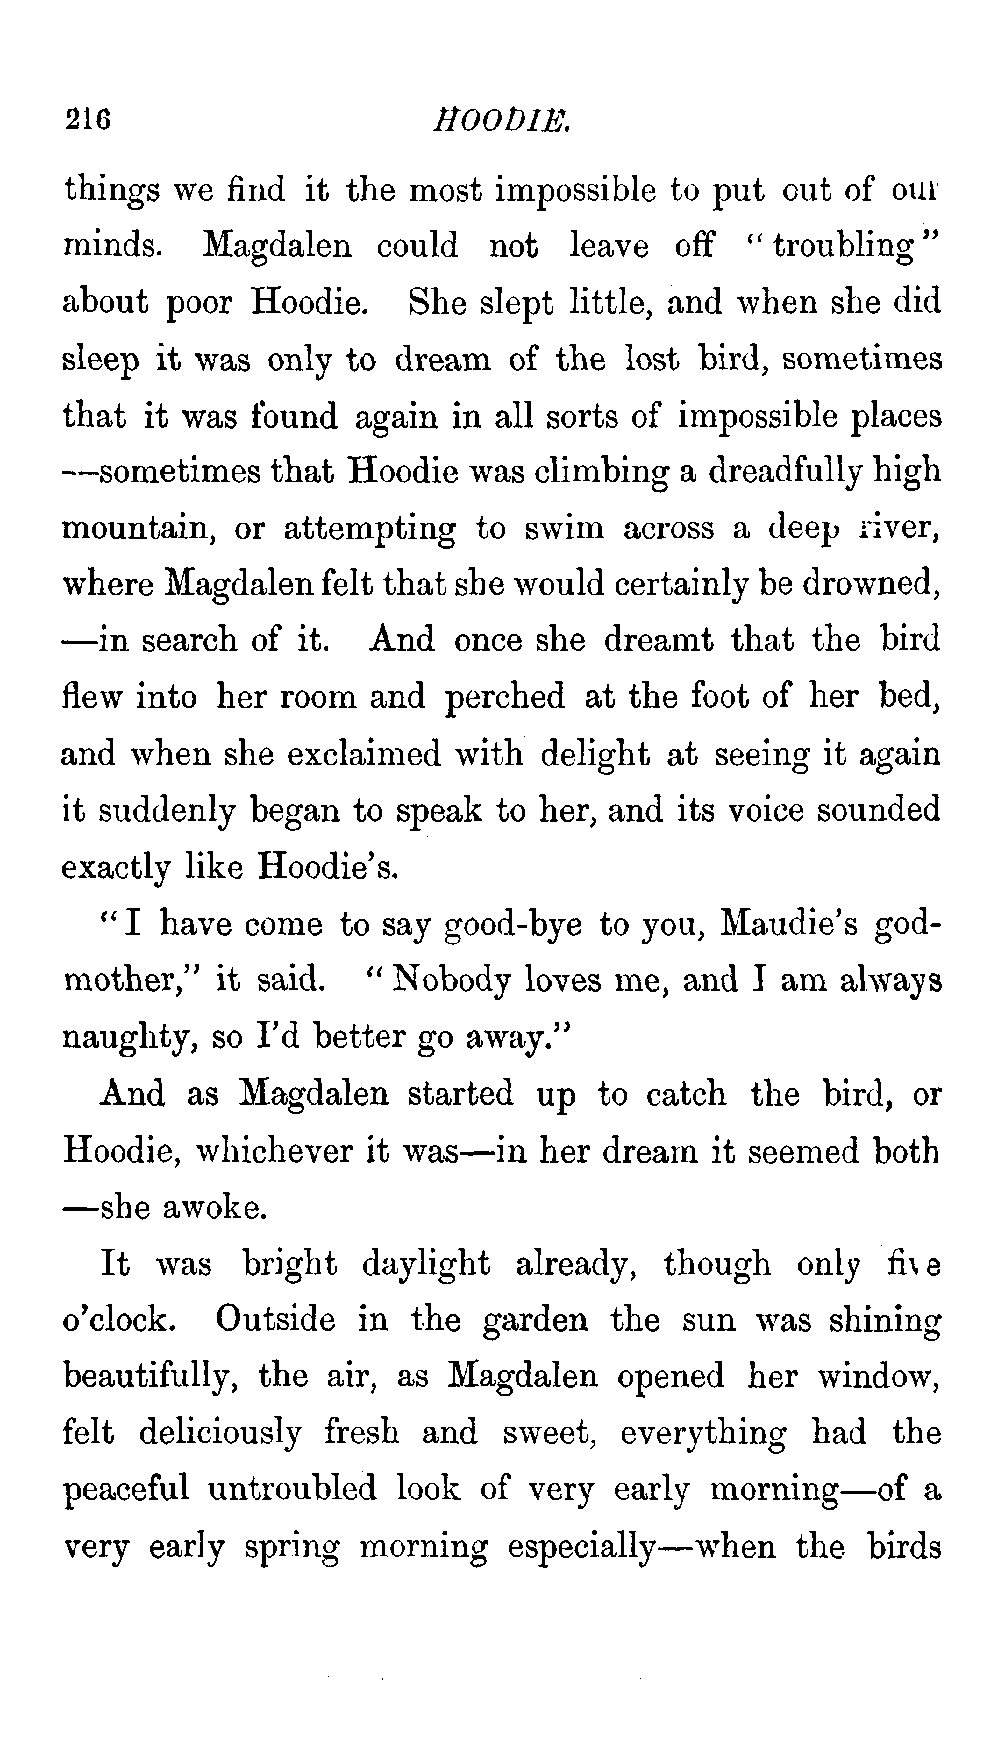 216 HOODIE.
things we find it the most impossible to put out of our
minds. Magdalen could not leave off "troubling"
about poor Hoodie. She slept little, and when she did
sleep it was only to dream of the lost bird, sometimes
that it was found again in all sorts of impossible places
—sometimes that Hoodie was climbing a dreadfully high
mountain, or attempting to swim across a deep river,
where Magdalen felt that she would certainly be drowned,
—in search of it. And once she dreamt that the bird
flew into her room and perched at the foot of her bed,
and when she exclaimed with delight at seeing it again
it suddenly began to speak to her, and its voice sounded
exactly like Hoodie's.
"I have come to say good-bye to you, Maudie's god-
mother," it said. "Nobody loves me, and I am always
naughty, so I'd better go away."
And as Magdalen started up to catch the bird, or
Hoodie, whichever it was—in her dream it seemed both
—she awoke.
It was bright daylight already, though only five
o'clock. Outside in the garden the sun was shining
beautifully, the air, as Magdalen opened her window,
felt deliciously fresh and sweet, everything had the
peaceful untroubled look of very early morning—of a
very early spring morning especially—when the birds